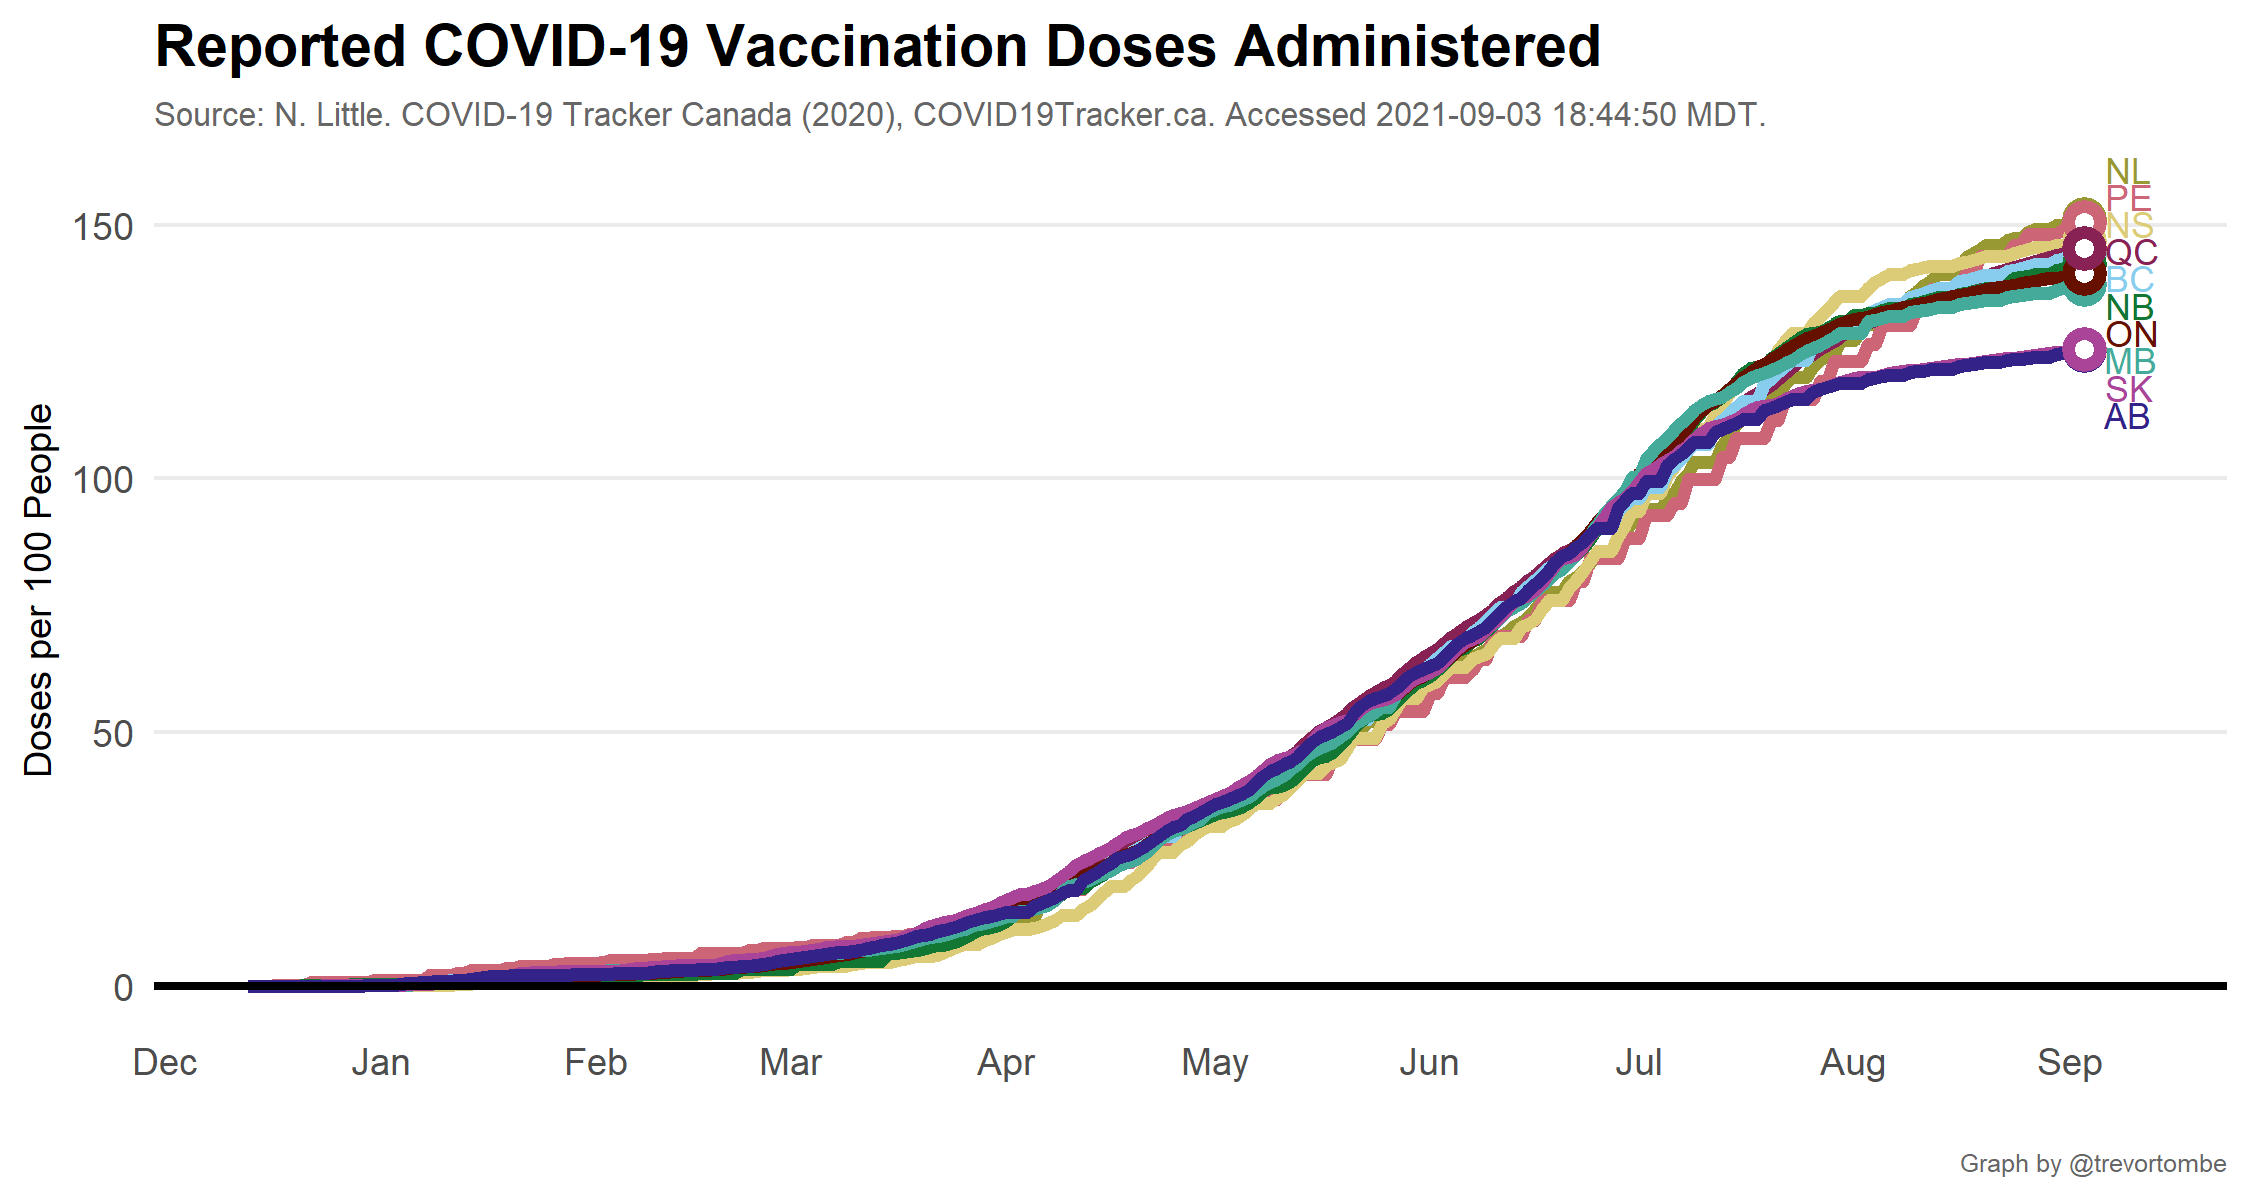 Reported COVID-19 Vaccination Doses Administered
Source: N. Little. COVID-19 Tracker Canada (2020), COVID19Tracker.ca. Accessed 2021-09-03 18:44:50 MDT.
Doses per 100 People
150
100
50
0
NL
PE
NS
QC
BC
NB
ON
MB
SK
AB
Dec Jan Feb Mar Apr May Jun Jul Aug Sep
Graph by @trevortombe